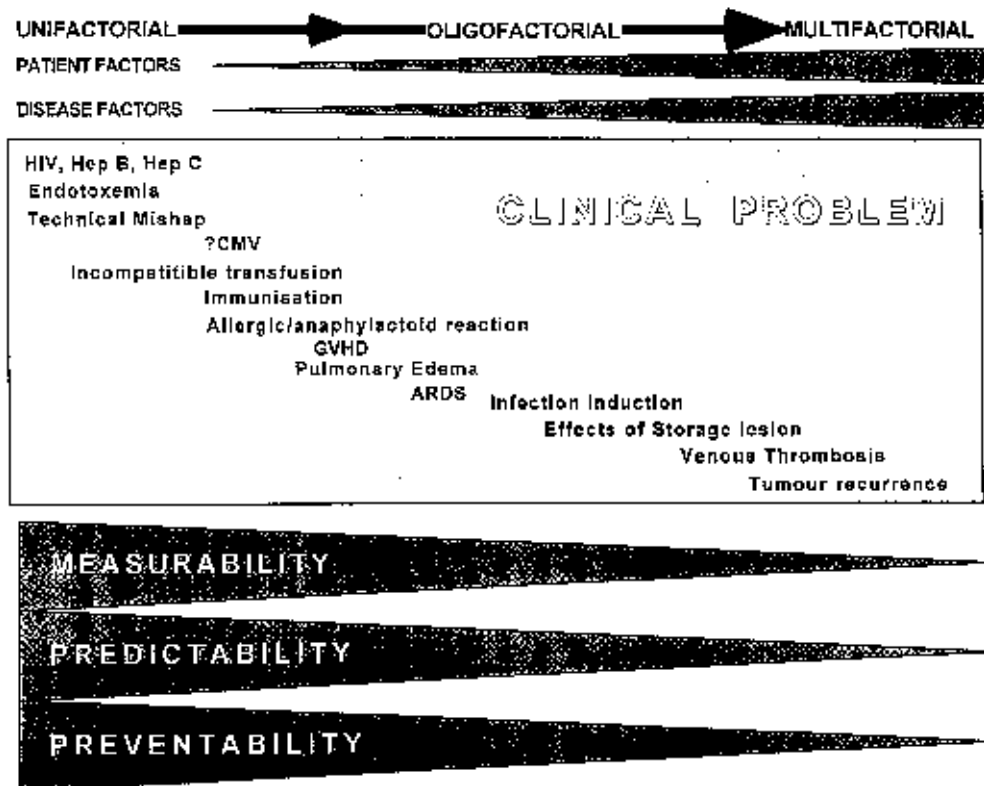 UNIFACTORIAL OLIGOFACTORIAL MULTIFACTORIAL
PATIENT FACTORS
DISEASE FACTORS
HIV, Hep B, Hep C
Endotoxemia
CLINICAL PROBLEM
Technical Mishap
?CMV
Incompatitible transfusion
Immunisation
Allergic/anaphylactoid reaction
GVHD
Pulmonary Edema
ARDS
Infection Induction
Effects of Storage lesion
Venous Thrombosis
Tumour recurrence
MEASURABILITY
PREDICTABILITY
PREVENTABILITY